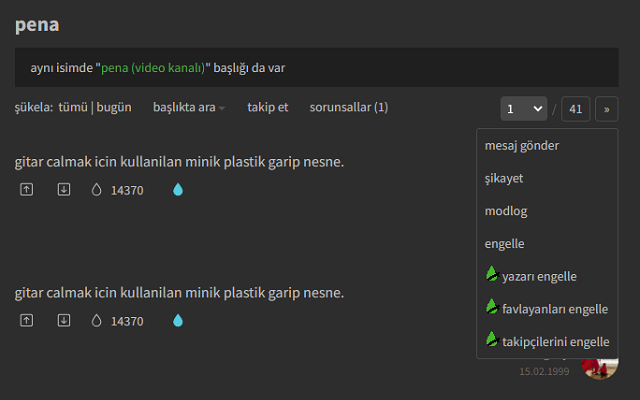 pena
aynı isimde "pena (video kanalı)" başlığı da var
şükela: tümü | bugün başlıkta ara takip et sorunsallar (1) 1 / 41 »
gitar calmak icin kullanilan minik plastik garip nesne.
14370
mesaj gönder
şikayet
modlog
engelle
yazarı engelle
favlayanları engelle
takipçilerini engelle
gitar calmak icin kullanilan minik plastik garip nesne.
14370
15.02.1999